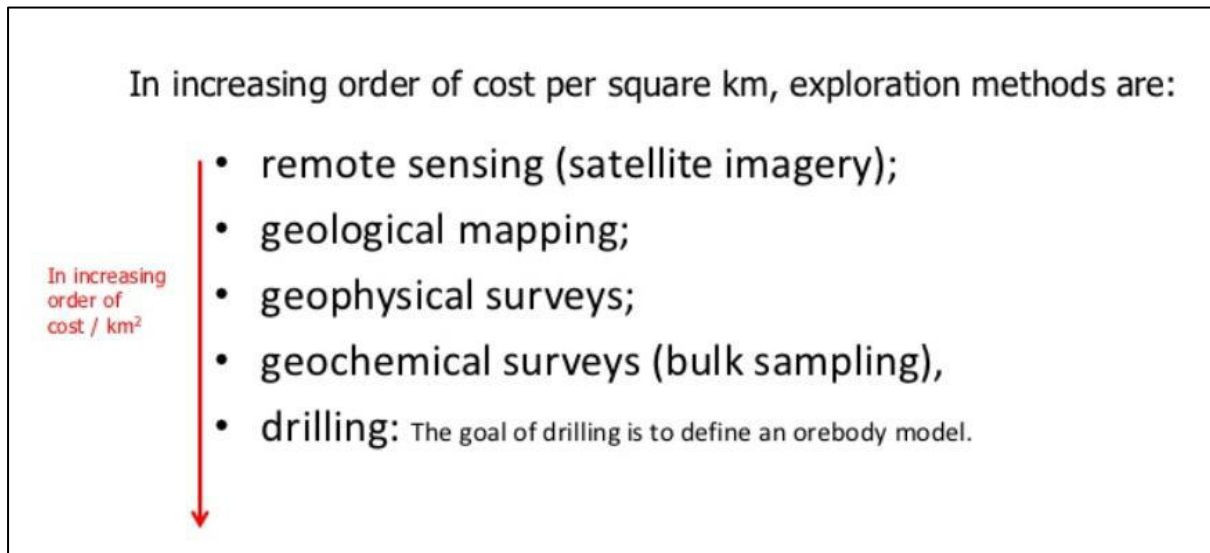 In increasing order of cost per square km, exploration methods are:
• remote sensing (satellite imagery);
• geological mapping;
• geophysical surveys;
• geochemical surveys (bulk sampling),
• drilling: The goal of drilling is to define an orebody model.
In increasing
order of
cost / km²